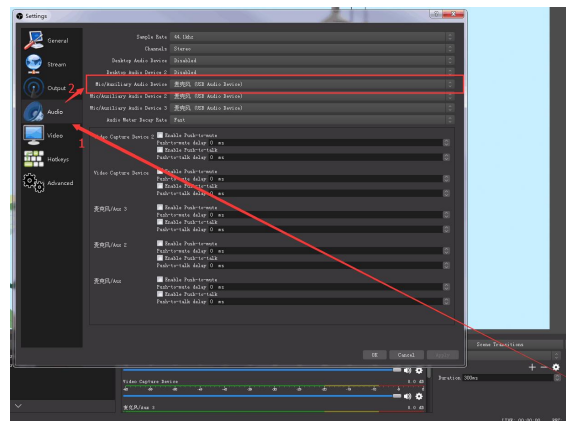 Settings
General
Stream
Output
Audio
Video
Hotkeys
Advanced
2
1
Sample Rate 44.1khz
Channels Stereo
Desktop Audio Device Disabled
Desktop Audio Device 2 Disabled
Mic/Auxiliary Audio Device 麦克风 (USB Audio Device)
Mic/Auxiliary Audio Device 2 麦克风 (USB Audio Device)
Mic/Auxiliary Audio Device 3 麦克风 (USB Audio Device)
Audio Meter Decay Rate Fast
Video Capture Device 2 Enable Push-to-mute
Push-to-mute delay 0 ms
Enable Push-to-talk
Push-to-talk delay 0 ms
Video Capture Device Enable Push-to-mute
Push-to-mute delay 0 ms
Enable Push-to-talk
Push-to-talk delay 0 ms
麦克风/Aux 3 Enable Push-to-mute
Push-to-mute delay 0 ms
Enable Push-to-talk
Push-to-talk delay 0 ms
麦克风/Aux 2 Enable Push-to-mute
Push-to-mute delay 0 ms
Enable Push-to-talk
Push-to-talk delay 0 ms
麦克风/Aux Enable Push-to-mute
Push-to-mute delay 0 ms
Enable Push-to-talk
Push-to-talk delay 0 ms
OK Cancel Apply
Scene Transitions
Duration 300ms
Video Capture Device 0.0 dB
麦克风/Aux 3 0.0 dB